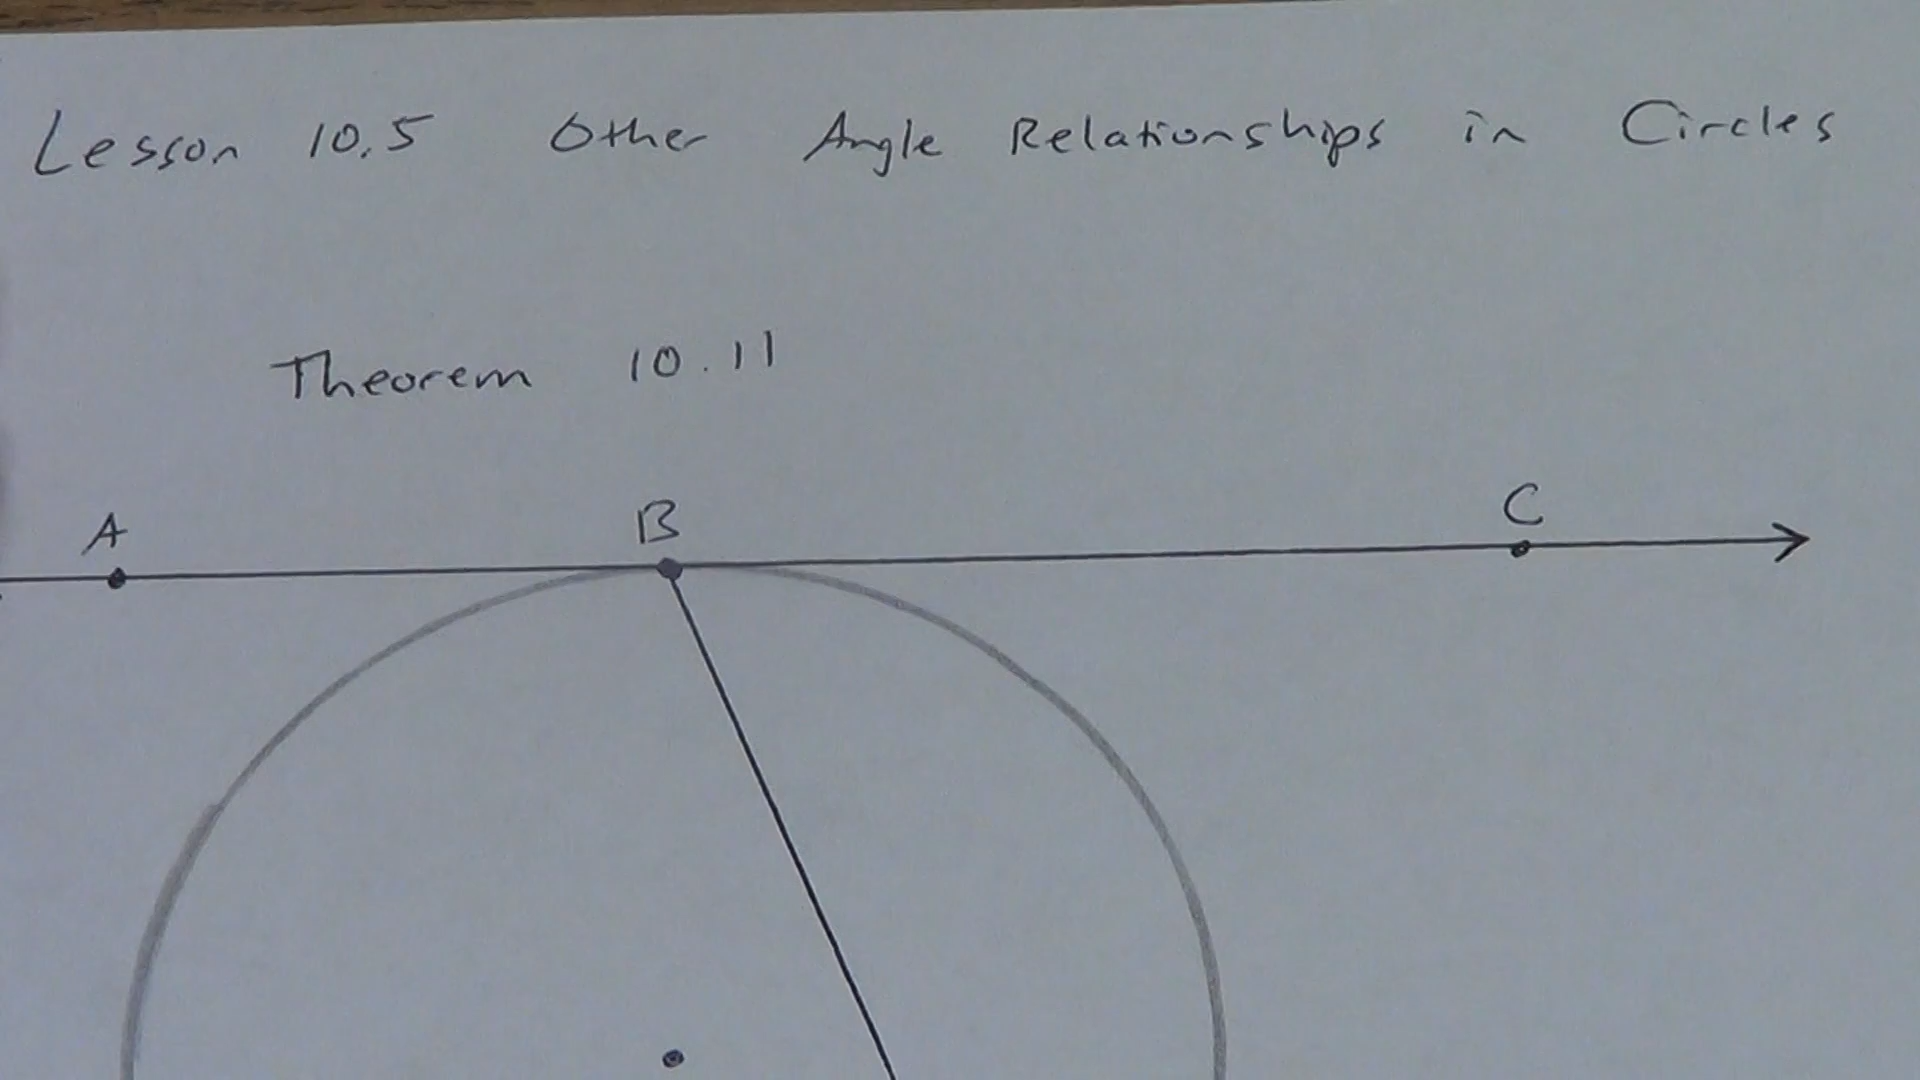 Lesson 10.5 Other Angle Relationships in Circles
Theorem 10.11
A B C